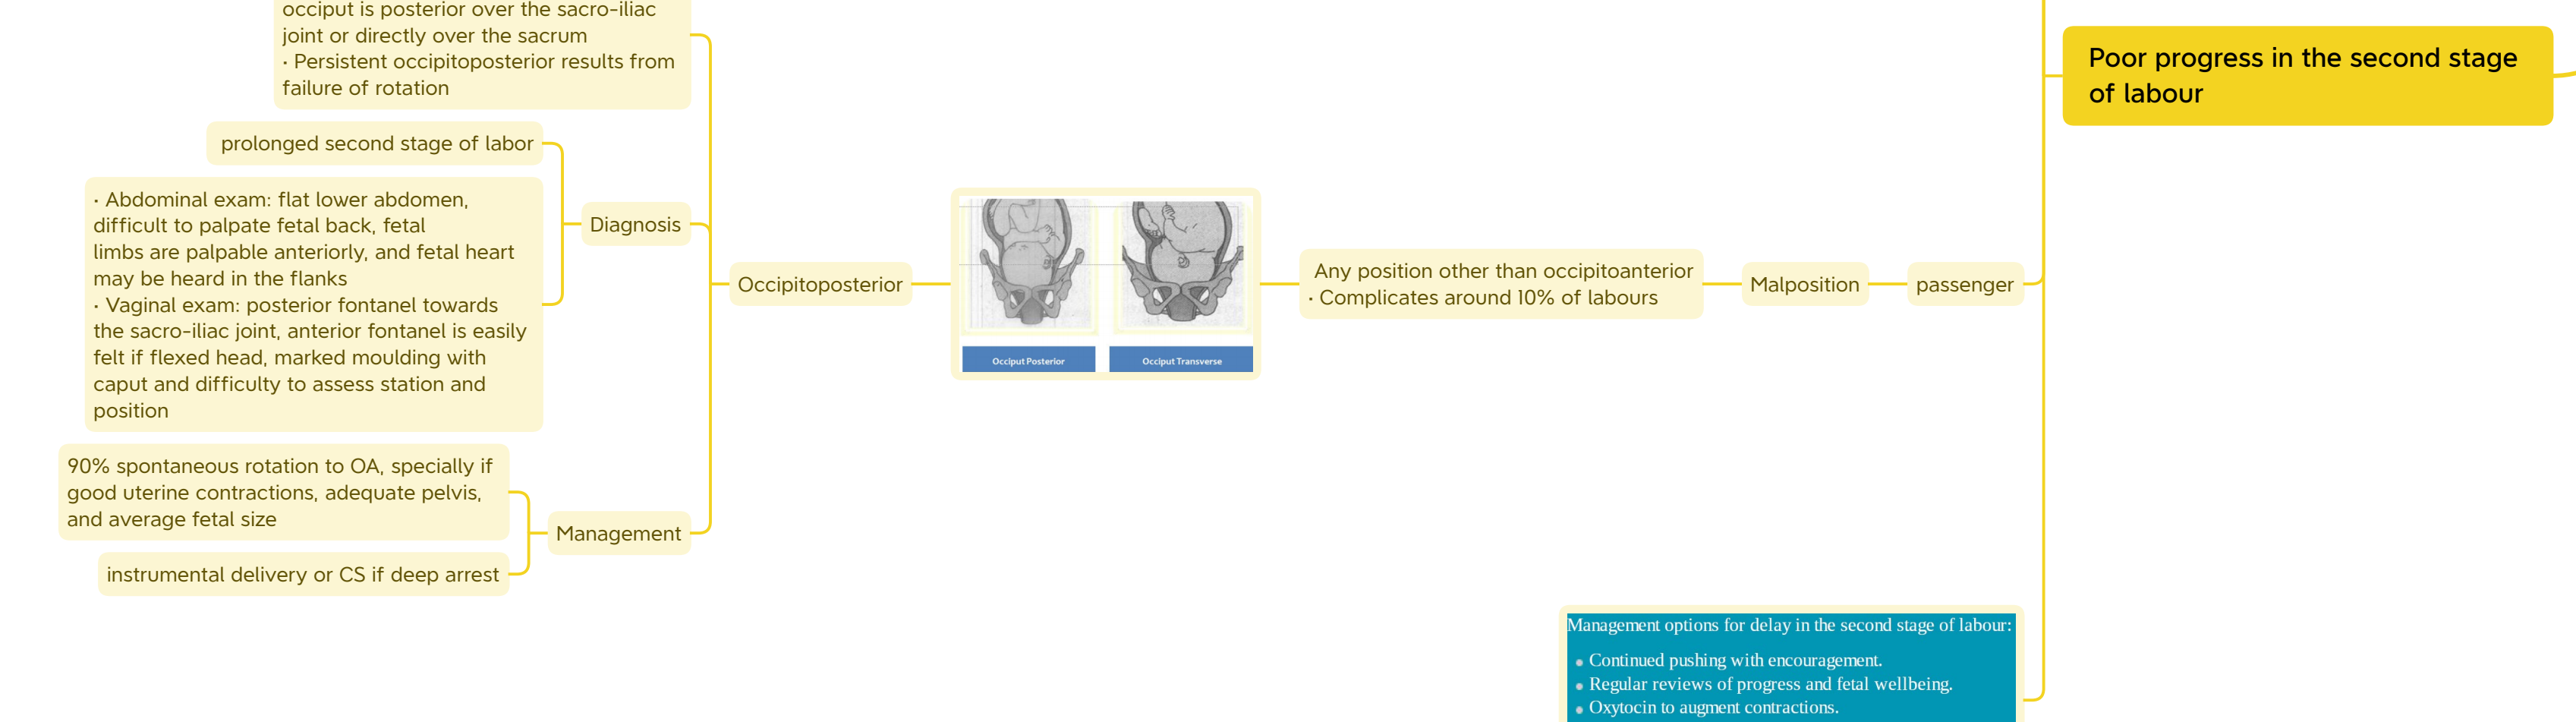 Poor progress in the second stage
of labour
passenger
Malposition
Any position other than occipitoanterior
• Complicates around 10% of labours
Occiput Posterior
Occiput Transverse
Occipitoposterior
occiput is posterior over the sacro-iliac
joint or directly over the sacrum
• Persistent occipitoposterior results from
failure of rotation
Diagnosis
prolonged second stage of labor
• Abdominal exam: flat lower abdomen,
difficult to palpate fetal back, fetal
limbs are palpable anteriorly, and fetal heart
may be heard in the flanks
• Vaginal exam: posterior fontanel towards
the sacro-iliac joint, anterior fontanel is easily
felt if flexed head, marked moulding with
caput and difficulty to assess station and
position
Management
90% spontaneous rotation to OA, specially if
good uterine contractions, adequate pelvis,
and average fetal size
instrumental delivery or CS if deep arrest
Management options for delay in the second stage of labour:
• Continued pushing with encouragement.
• Regular reviews of progress and fetal wellbeing.
• Oxytocin to augment contractions.